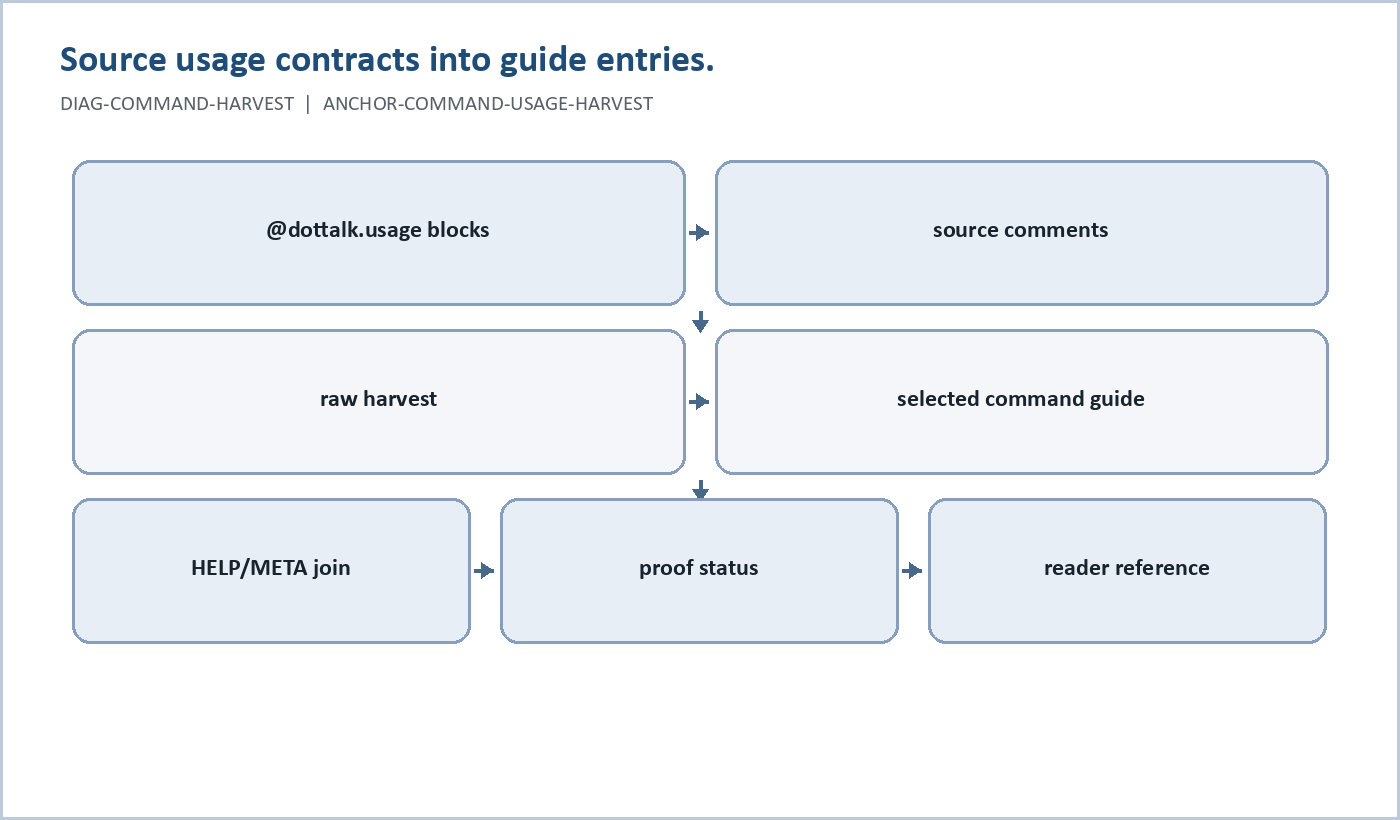 Source usage contracts into guide entries.
DIAG-COMMAND-HARVEST | ANCHOR-COMMAND-USAGE-HARVEST
@dottalk.usage blocks
source comments
raw harvest
selected command guide
HELP/META join
proof status
reader reference